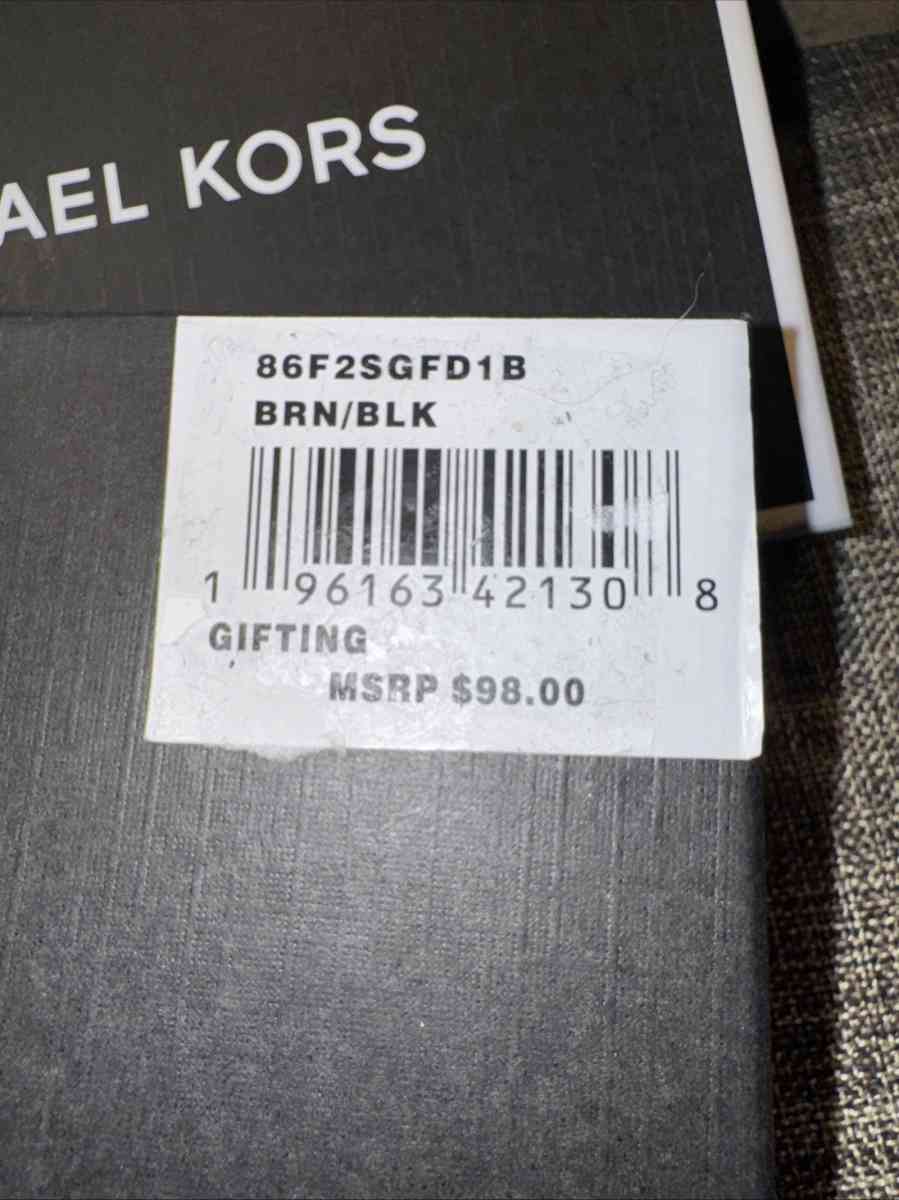 AEL KORS
86F2SGFD1B
BRN/BLK
1 96163 42130 8
GIFTING
MSRP $98.00